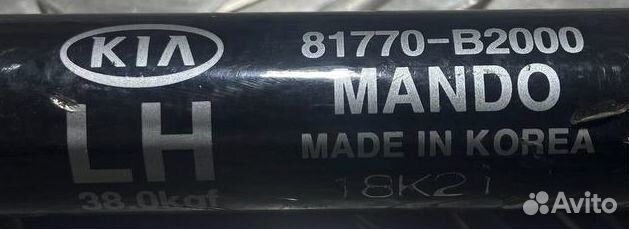 KIA
LH
38.0kgf
81770-B2000
MANDO
MADE IN KOREA
18K21
Avito